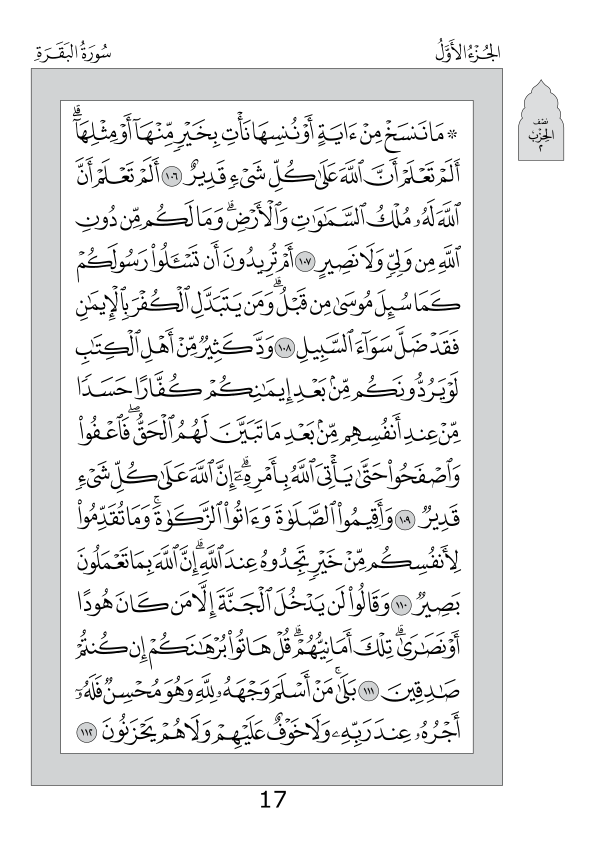 الجُزْءُ الأَوَّلُ
سُورَةُ البَقَرَةِ
نصف
الحِزْب
٢
* مَا نَنسَخْ مِنْ ءَايَةٍ أَوْ نُنسِهَا نَأْتِ بِخَيْرٍ مِّنْهَآ أَوْ مِثْلِهَآۗ
أَلَمْ تَعْلَمْ أَنَّ ٱللَّهَ عَلَىٰ كُلِّ شَىْءٍ قَدِيرٌ ١٠٦ أَلَمْ تَعْلَمْ أَنَّ
ٱللَّهَ لَهُۥ مُلْكُ ٱلسَّمَٰوَٰتِ وَٱلْأَرْضِۗ وَمَا لَكُم مِّن دُونِ
ٱللَّهِ مِن وَلِىٍّ وَلَا نَصِيرٍ ١٠٧ أَمْ تُرِيدُونَ أَن تَسْـَٔلُوا۟ رَسُولَكُمْ
كَمَا سُئِلَ مُوسَىٰ مِن قَبْلُۗ وَمَن يَتَبَدَّلِ ٱلْكُفْرَ بِٱلْإِيمَٰنِ
فَقَدْ ضَلَّ سَوَآءَ ٱلسَّبِيلِ ١٠٨ وَدَّ كَثِيرٌ مِّنْ أَهْلِ ٱلْكِتَٰبِ
لَوْ يَرُدُّونَكُم مِّنۢ بَعْدِ إِيمَٰنِكُمْ كُفَّارًا حَسَدًا
مِّنْ عِندِ أَنفُسِهِم مِّنۢ بَعْدِ مَا تَبَيَّنَ لَهُمُ ٱلْحَقُّۖ فَٱعْفُوا۟
وَٱصْفَحُوا۟ حَتَّىٰ يَأْتِىَ ٱللَّهُ بِأَمْرِهِۦٓۗ إِنَّ ٱللَّهَ عَلَىٰ كُلِّ شَىْءٍ
قَدِيرٌ ١٠٩ وَأَقِيمُوا۟ ٱلصَّلَوٰةَ وَءَاتُوا۟ ٱلزَّكَوٰةَۚ وَمَا تُقَدِّمُوا۟
لِأَنفُسِكُم مِّنْ خَيْرٍ تَجِدُوهُ عِندَ ٱللَّهِۗ إِنَّ ٱللَّهَ بِمَا تَعْمَلُونَ
بَصِيرٌ ١١٠ وَقَالُوا۟ لَن يَدْخُلَ ٱلْجَنَّةَ إِلَّا مَن كَانَ هُودًا
أَوْ نَصَٰرَىٰۗ تِلْكَ أَمَانِيُّهُمْۗ قُلْ هَاتُوا۟ بُرْهَٰنَكُمْ إِن كُنتُمْ
صَٰدِقِينَ ١١١ بَلَىٰۚ مَنْ أَسْلَمَ وَجْهَهُۥ لِلَّهِ وَهُوَ مُحْسِنٌ فَلَهُۥٓ
أَجْرُهُۥ عِندَ رَبِّهِۦ وَلَا خَوْفٌ عَلَيْهِمْ وَلَا هُمْ يَحْزَنُونَ ١١٢
17